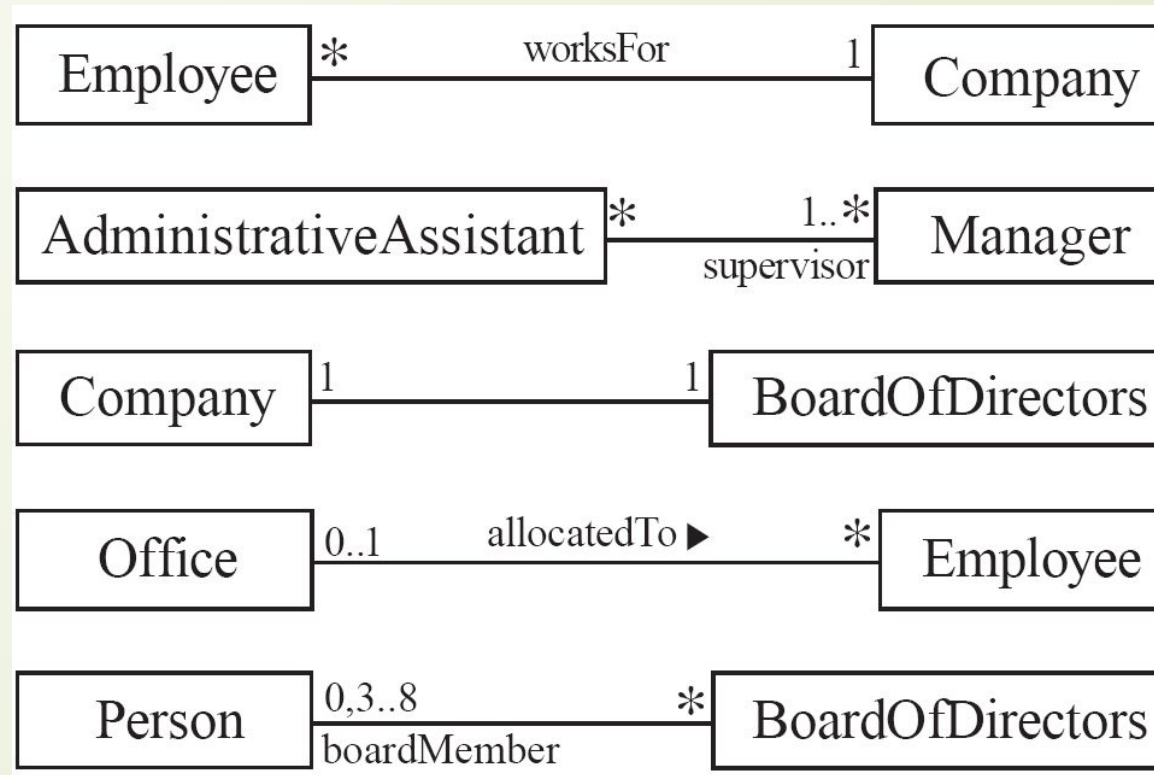 Employee * worksFor 1 Company
AdministrativeAssistant * 1..* Manager
supervisor
Company 1 1 BoardOfDirectors
Office 0..1 allocatedTo ▶ * Employee
Person 0,3..8 * BoardOfDirectors
boardMember